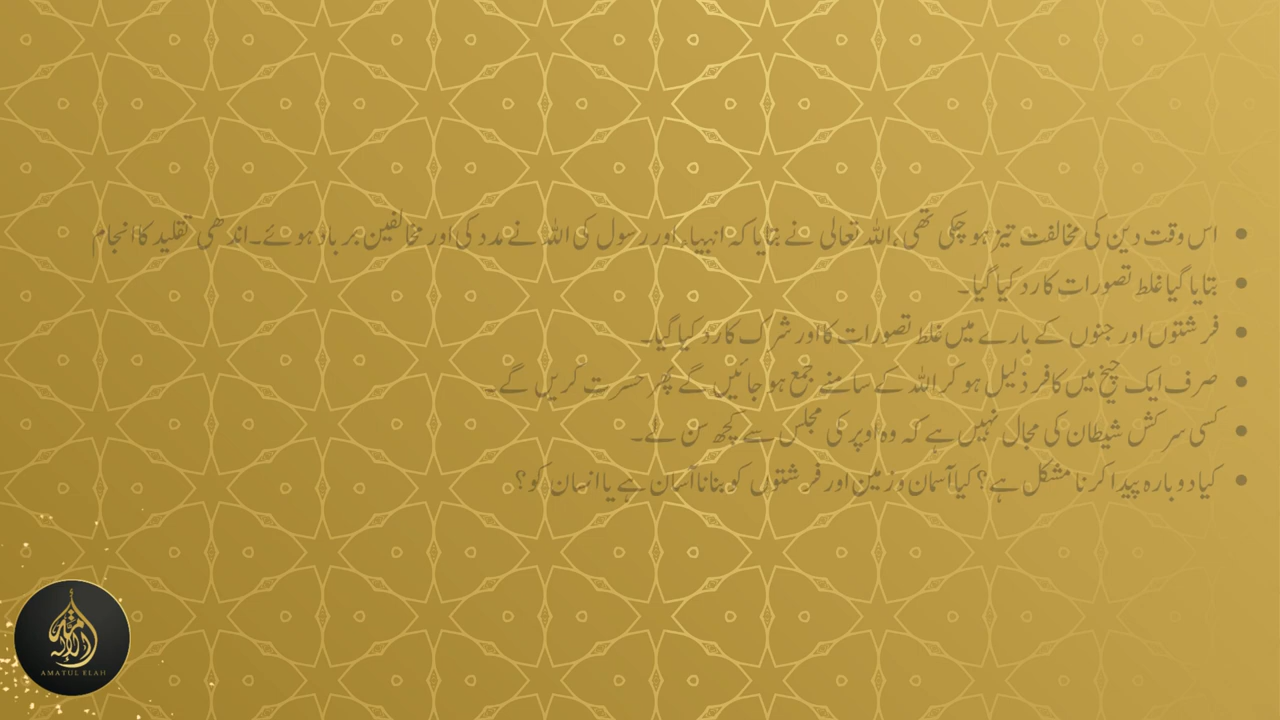 • اس وقت دین کی مخالفت تیز ہو چکی تھی ،اللہ تعالی نے بتایا کہ انبیاء اور رسول کی اللہ نے مدد کی اور مخالفین برباد ہوئے۔اندھی تقلید کا انجام
• بتایا گیا غلط تصورات کا رد کیا گیا۔
• فرشتوں اور جنوں کے بارے میں غلط تصورات کا اور شرک کا رد کیا گیا۔
• صرف ایک چیخ میں کافر ذلیل ہو کر اللہ کے سامنے جمع ہو جائیں گے پھر حسرت کریں گے۔
• کسی سرکش شیطان کی مجال نہیں ہے کہ وہ اوپر کی مجلس سے کچھ سن لے۔
• کیا دوبارہ پیدا کرنا مشکل ہے؟ کیا آسمان و زمین اور فرشتوں کو بنانا آسان ہے یا انسان کو؟
أمة الإله
AMATUL ELAH